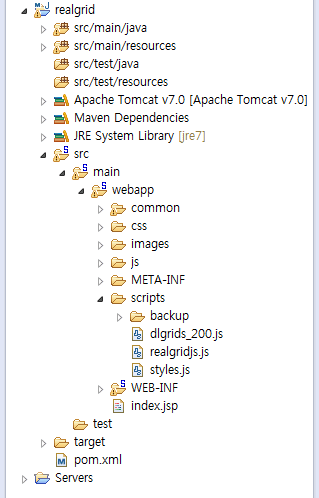 realgrid
src/main/java
src/main/resources
src/test/java
src/test/resources
Apache Tomcat v7.0 [Apache Tomcat v7.0]
Maven Dependencies
JRE System Library [jre7]
src
main
webapp
common
css
images
js
META-INF
scripts
backup
dlgrids_200.js
realgridjs.js
styles.js
WEB-INF
index.jsp
test
target
pom.xml
Servers